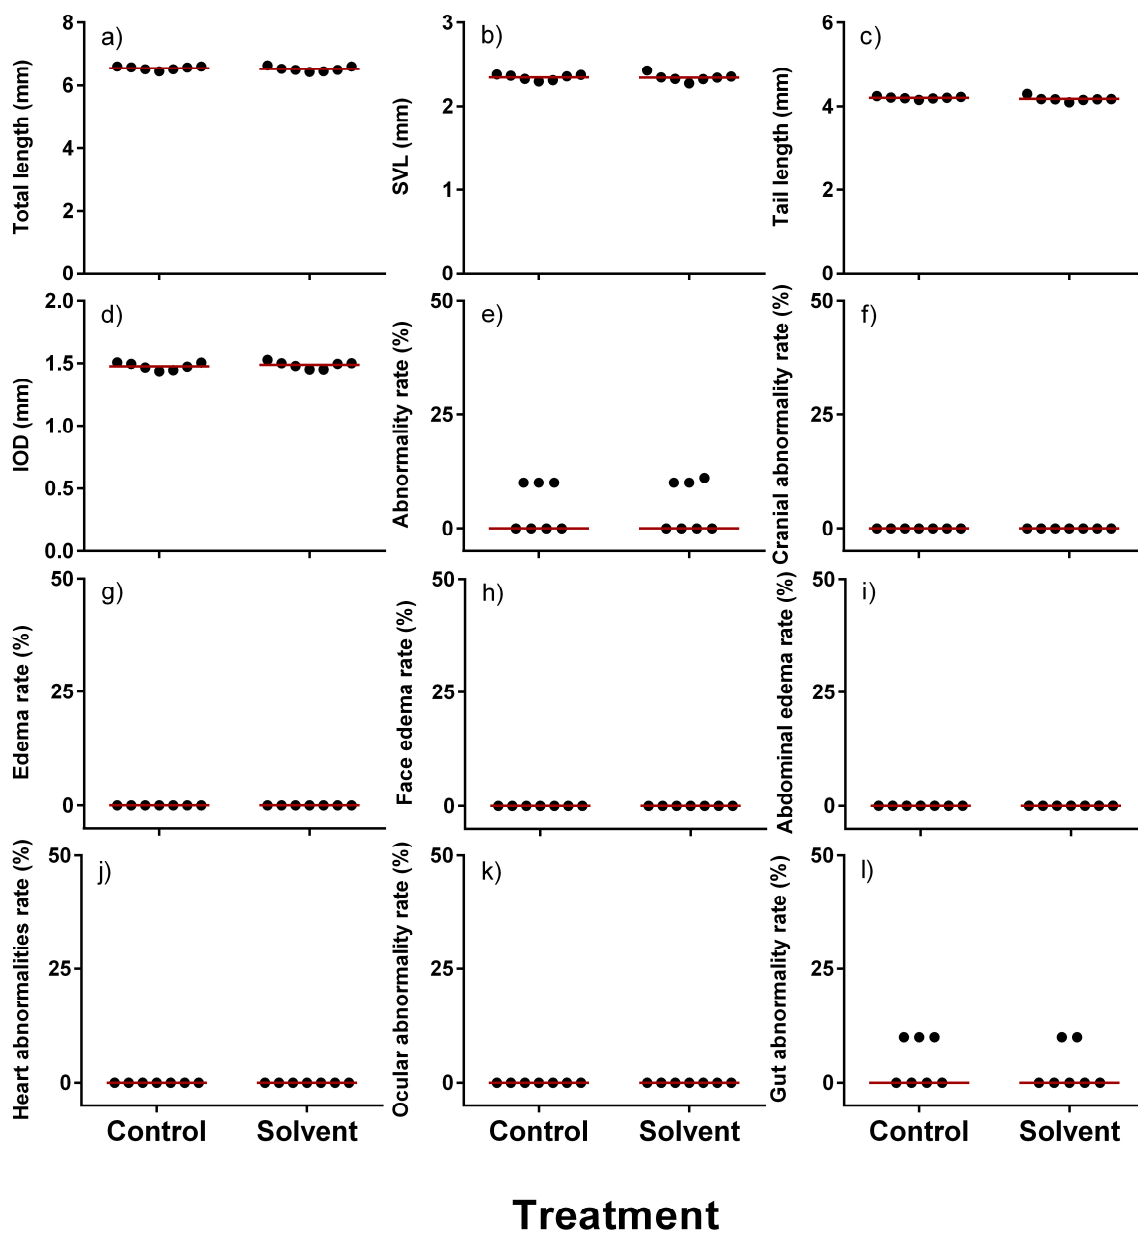 a)
Total length (mm)
8
6
4
2
0
b)
SVL (mm)
3
2
1
0
c)
Tail length (mm)
6
4
2
0
d)
IOD (mm)
2.0
1.5
1.0
0.5
0.0
e)
Abnormality rate (%)
50
25
0
f)
Cranial abnormality rate (%)
50
25
0
g)
Edema rate (%)
50
25
0
h)
Face edema rate (%)
50
25
0
i)
Abdominal edema rate (%)
50
25
0
j)
Heart abnormalities rate (%)
50
25
0
Control Solvent
k)
Ocular abnormality rate (%)
50
25
0
Control Solvent
l)
Gut abnormality rate (%)
50
25
0
Control Solvent
Treatment